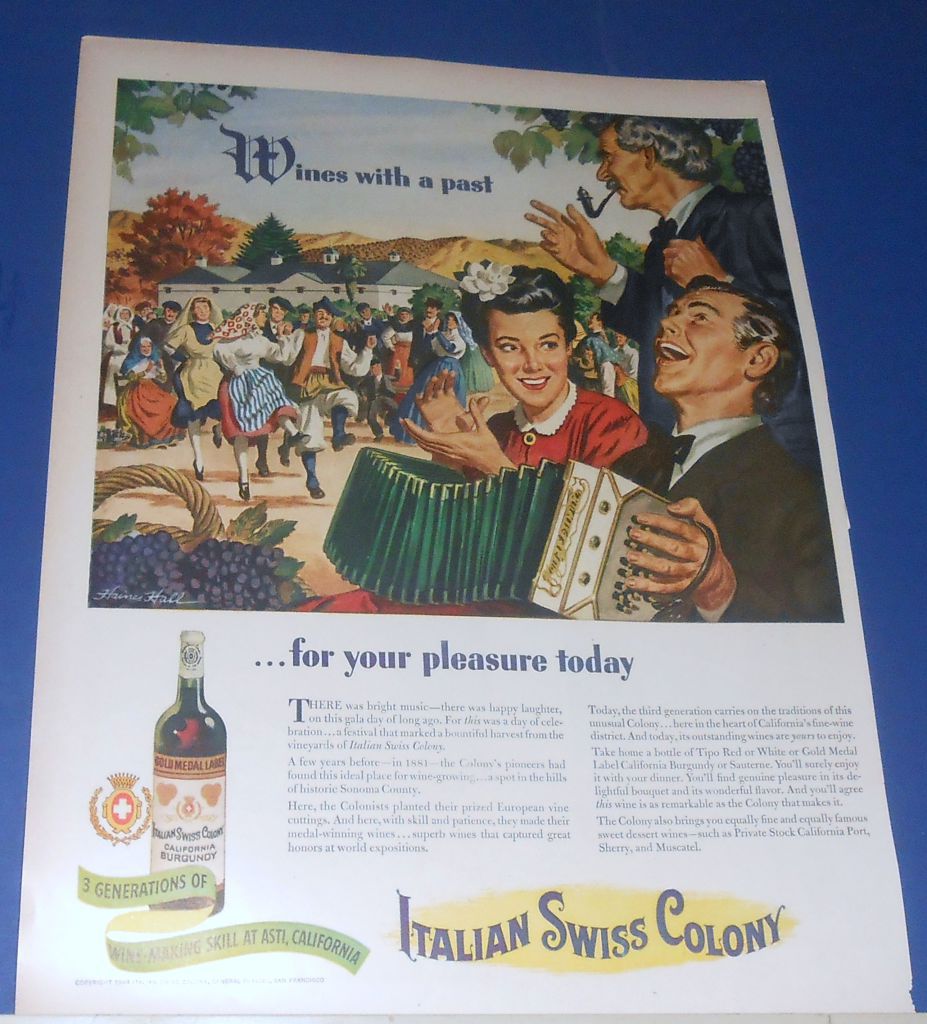 Wines with a past
Haines Hall
...for your pleasure today
THERE was bright music—there was happy laughter,
on this gala day of long ago. For this was a day of cele-
bration...a festival that marked a bountiful harvest from the
vineyards of Italian Swiss Colony.
A few years before—in 1881—the Colony's pioneers had
found this ideal place for wine-growing...a spot in the hills
of historic Sonoma County.
Here, the Colonists planted their prized European vine
cuttings. And here, with skill and patience, they made their
medal-winning wines...superb wines that captured great
honors at world expositions.
Today, the third generation carries on the traditions of this
unusual Colony...here in the heart of California's fine-wine
district. And today, its outstanding wines are yours to enjoy.
Take home a bottle of Tipo Red or White or Gold Medal
Label California Burgundy or Sauterne. You'll surely enjoy
it with your dinner. You'll find genuine pleasure in its de-
lightful bouquet and its wonderful flavor. And you'll agree
this wine is as remarkable as the Colony that makes it.
The Colony also brings you equally fine and equally famous
sweet dessert wines—such as Private Stock California Port,
Sherry, and Muscatel.
GOLD MEDAL LABEL
ITALIAN SWISS COLONY
CALIFORNIA
BURGUNDY
3 GENERATIONS OF
WINE-MAKING SKILL AT ASTI, CALIFORNIA
ITALIAN SWISS COLONY
COPYRIGHT SAN FRANCISCO